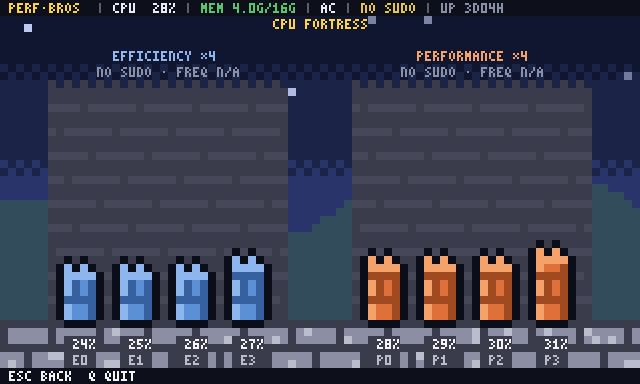 PERF·BROS | CPU 28% | MEM 4.0G/16G | AC | NO SUDO | UP 3D04H
CPU FORTRESS
EFFICIENCY ×4
NO SUDO · FREQ N/A
PERFORMANCE ×4
NO SUDO · FREQ N/A
24% 25% 26% 27% 28% 29% 30% 31%
E0 E1 E2 E3 P0 P1 P2 P3
ESC BACK Q QUIT